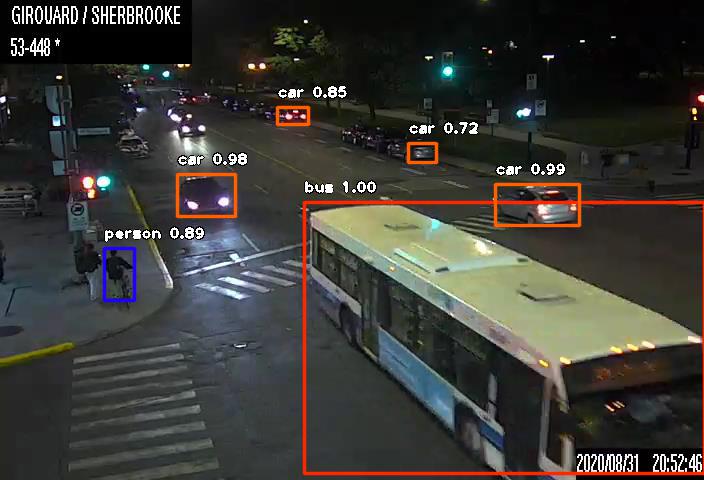 GIROUARD / SHERBROOKE
53-448 *
car 0.85
car 0.72
car 0.98
car 0.99
bus 1.00
person 0.89
2020/08/31 20:52:46